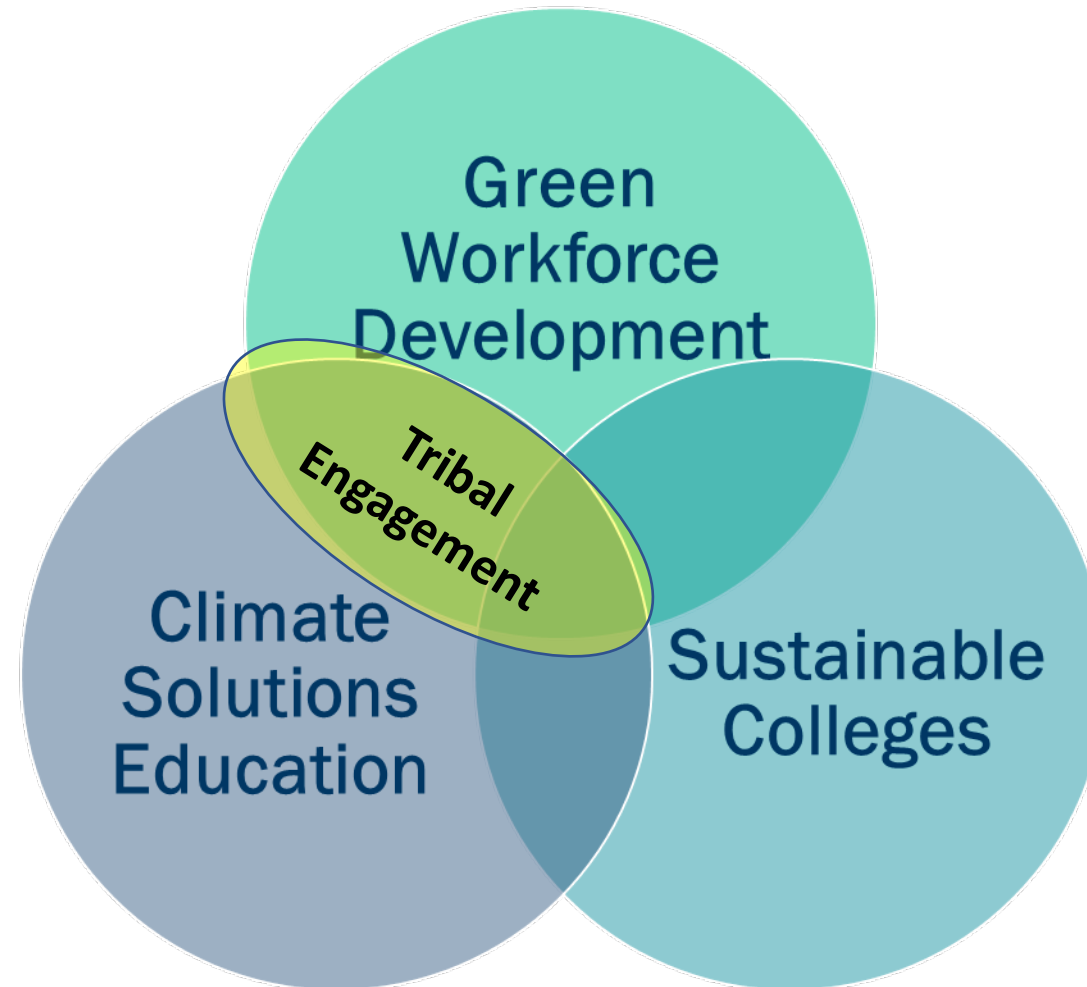 Green
Workforce
Development
Tribal
Engagement
Climate
Solutions
Education
Sustainable
Colleges